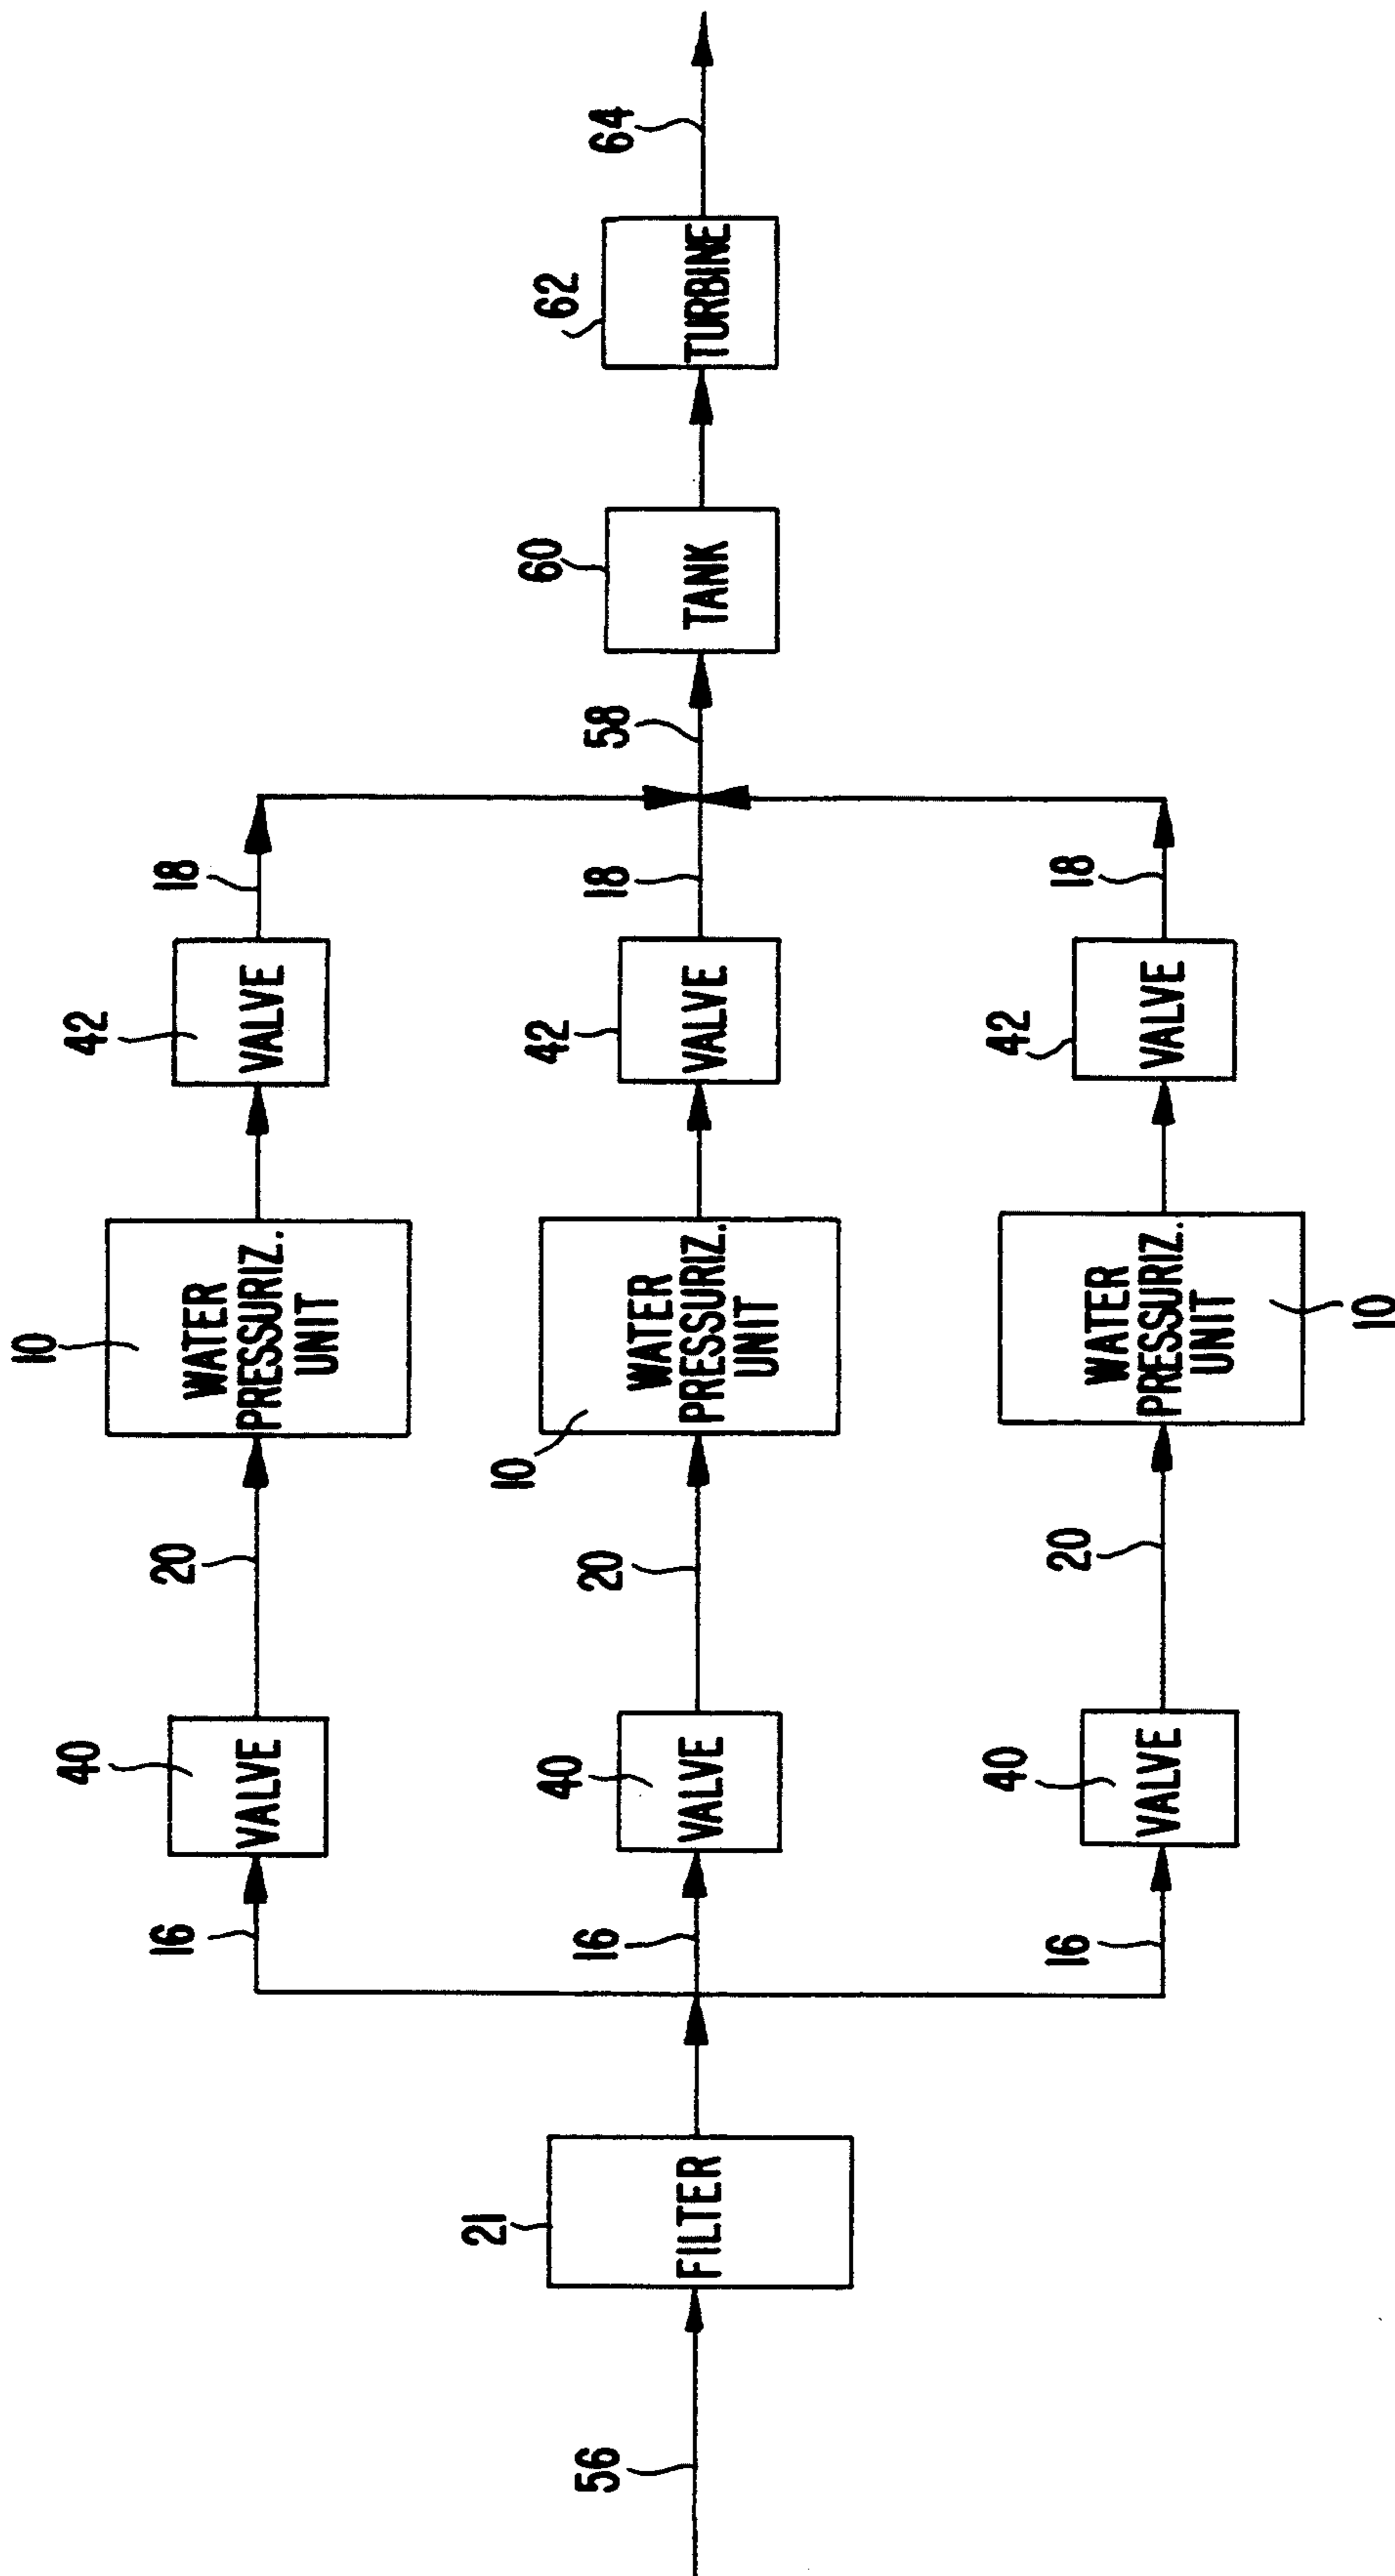 10
40
42
16
20
18
VALVE
WATER
PRESSURIZ.
UNIT
VALVE
56
21
FILTER
16
40
VALVE
20
10
WATER
PRESSURIZ.
UNIT
42
VALVE
18
58
60
TANK
62
TURBINE
64
16
40
VALVE
20
WATER
PRESSURIZ.
UNIT
10
42
VALVE
18